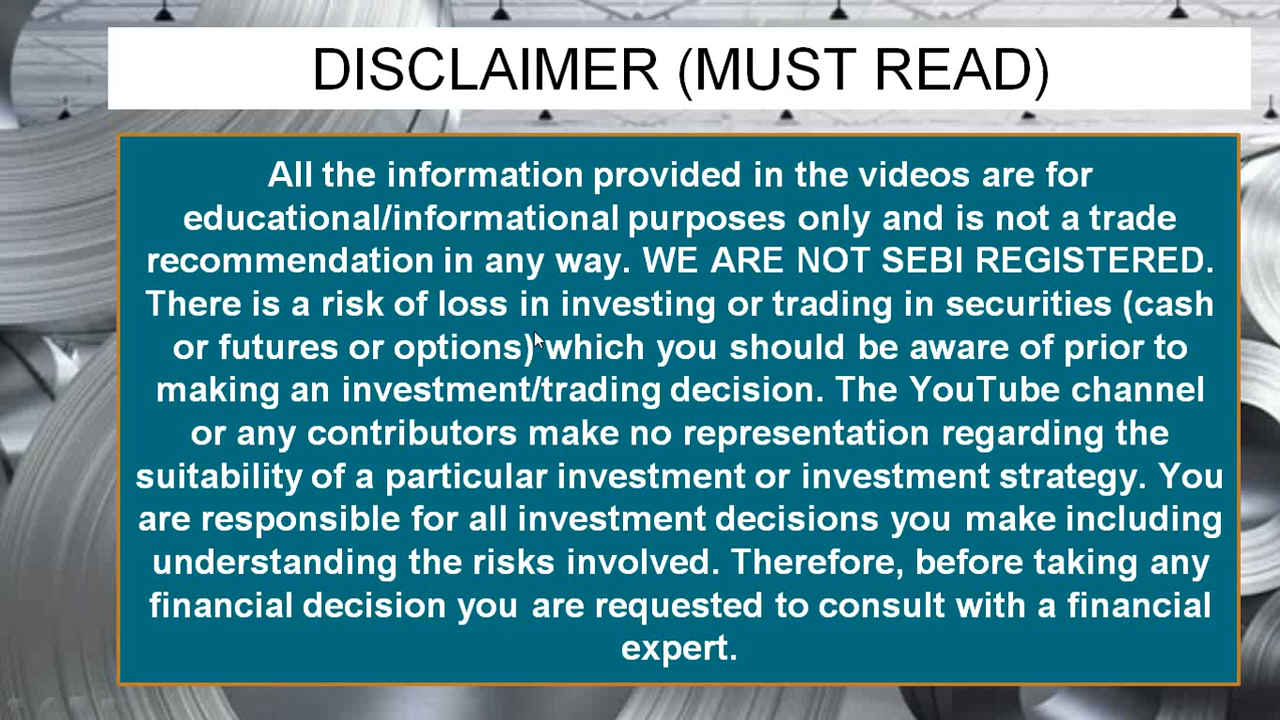 DISCLAIMER (MUST READ)
All the information provided in the videos are for
educational/informational purposes only and is not a trade
recommendation in any way. WE ARE NOT SEBI REGISTERED.
There is a risk of loss in investing or trading in securities (cash
or futures or options) which you should be aware of prior to
making an investment/trading decision. The YouTube channel
or any contributors make no representation regarding the
suitability of a particular investment or investment strategy. You
are responsible for all investment decisions you make including
understanding the risks involved. Therefore, before taking any
financial decision you are requested to consult with a financial
expert.